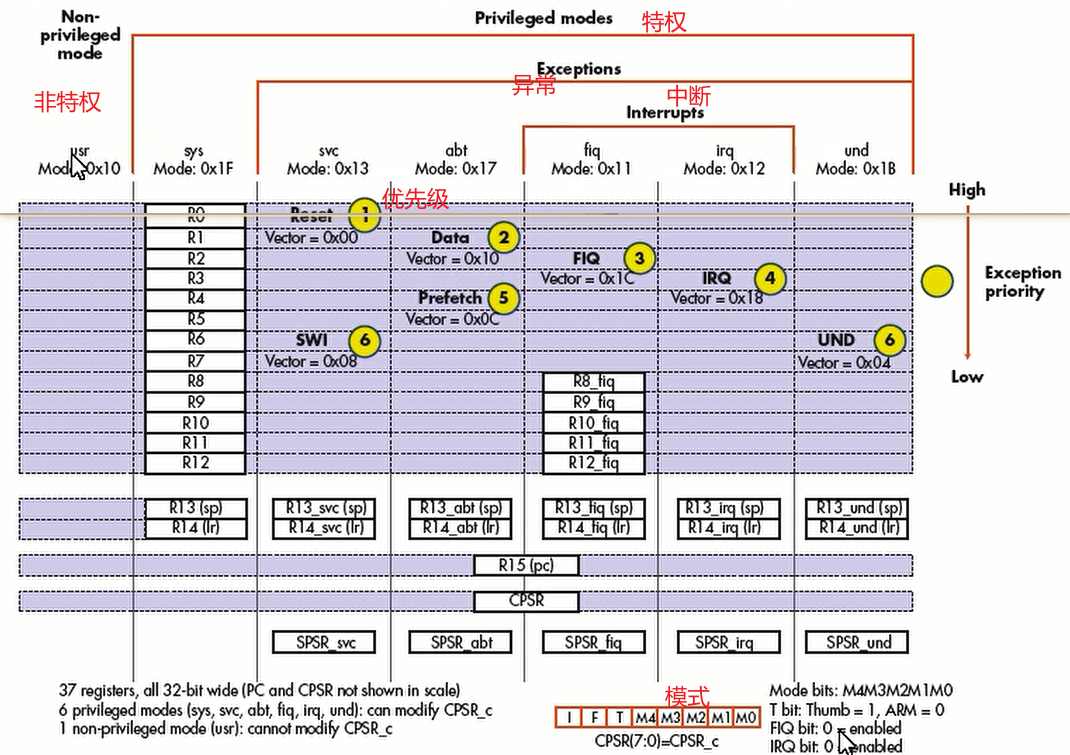 Non-
privileged
mode
Privileged modes 特权
Exceptions
异常
非特权
中断
Interrupts
usr sys svc abt fiq irq und
Mode: 0x10 Mode: 0x1F Mode: 0x13 Mode: 0x17 Mode: 0x11 Mode: 0x12 Mode: 0x1B
优先级
High
R0 Reset 1
R1 Vector = 0x00 Data 2
R2 Vector = 0x10 FIQ 3
R3 Vector = 0x1C IRQ 4
Exception
priority
R4 Prefetch 5 Vector = 0x18
R5 Vector = 0x0C
R6 SWI 6 UND 6
R7 Vector = 0x08 Vector = 0x04
Low
R8 R8_fiq
R9 R9_fiq
R10 R10_fiq
R11 R11_fiq
R12 R12_fiq
R13 (sp) R13_svc (sp) R13_abt (sp) R13_fiq (sp) R13_irq (sp) R13_und (sp)
R14 (lr) R14_svc (lr) R14_abt (lr) R14_fiq (lr) R14_irq (lr) R14_und (lr)
R15 (pc)
CPSR
SPSR_svc SPSR_abt SPSR_fiq SPSR_irq SPSR_und
37 registers, all 32-bit wide (PC and CPSR not shown in scale)
6 privileged modes (sys, svc, abt, fiq, irq, und): can modify CPSR_c
1 non-privileged mode (usr): cannot modify CPSR_c
模式
I F T M4 M3 M2 M1 M0
CPSR(7:0)=CPSR_c
Mode bits: M4M3M2M1M0
T bit: Thumb = 1, ARM = 0
FIQ bit: 0 = enabled
IRQ bit: 0 = enabled